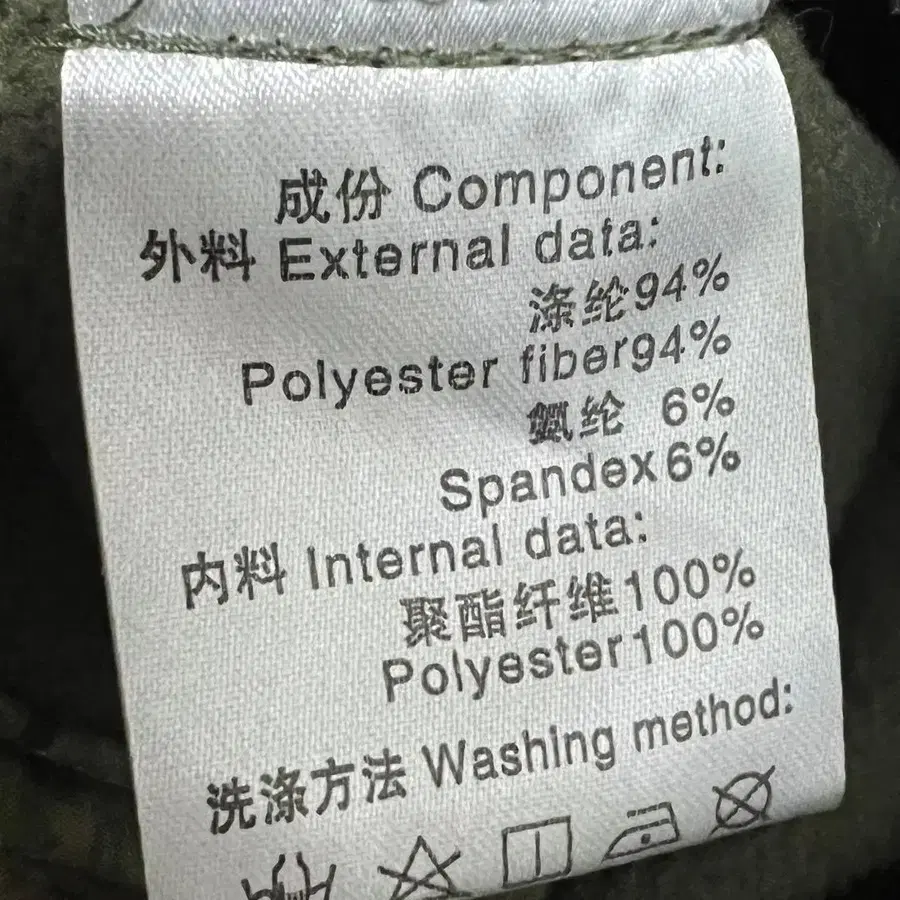 成份 Component:
外料 External data:
涤纶94%
Polyester fiber94%
氨纶 6%
Spandex6%
内料 Internal data:
聚酯纤维100%
Polyester100%
洗涤方法 Washing method: